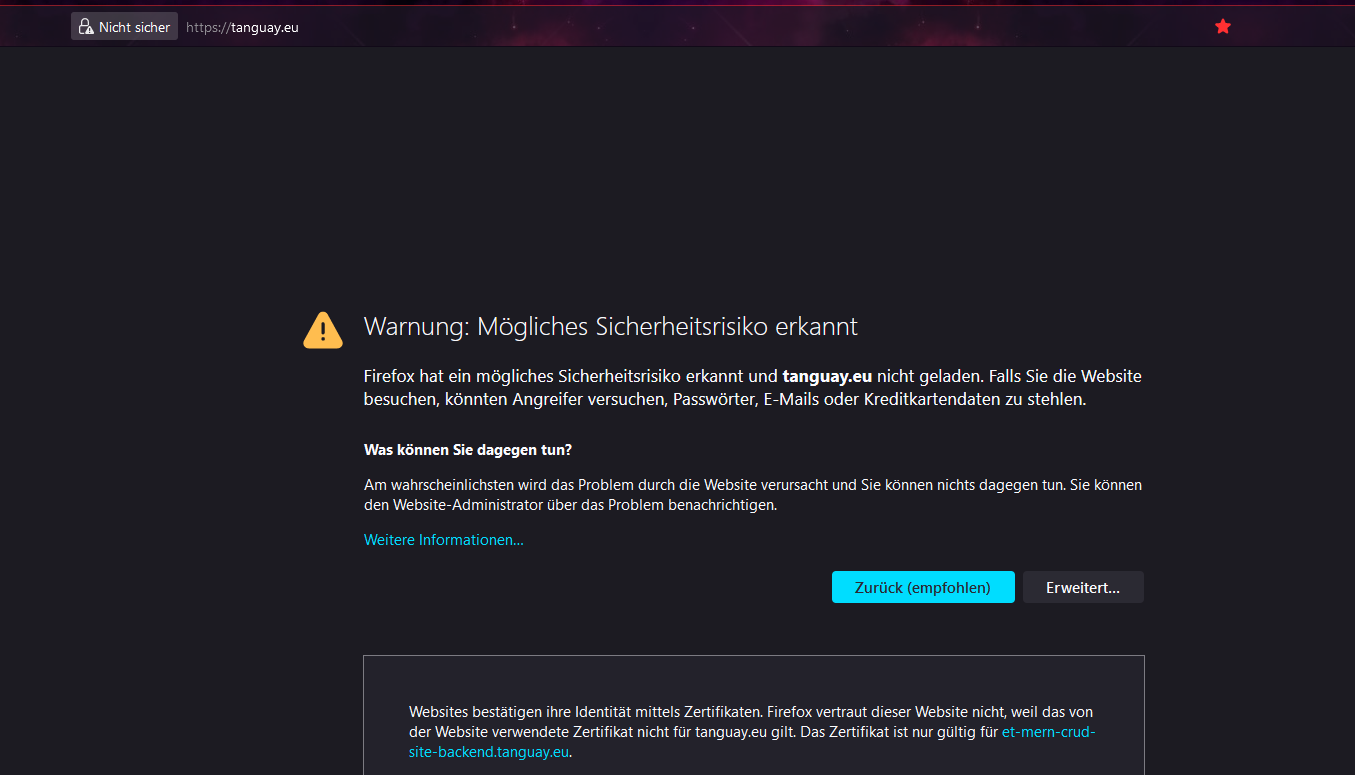 Nicht sicher https://tanguay.eu
Warnung: Mögliches Sicherheitsrisiko erkannt
Firefox hat ein mögliches Sicherheitsrisiko erkannt und tanguay.eu nicht geladen. Falls Sie die Website
besuchen, könnten Angreifer versuchen, Passwörter, E-Mails oder Kreditkartendaten zu stehlen.
Was können Sie dagegen tun?
Am wahrscheinlichsten wird das Problem durch die Website verursacht und Sie können nichts dagegen tun. Sie können
den Website-Administrator über das Problem benachrichtigen.
Weitere Informationen...
Zurück (empfohlen) Erweitert...
Websites bestätigen ihre Identität mittels Zertifikaten. Firefox vertraut dieser Website nicht, weil das von
der Website verwendete Zertifikat nicht für tanguay.eu gilt. Das Zertifikat ist nur gültig für et-mern-crud-
site-backend.tanguay.eu.